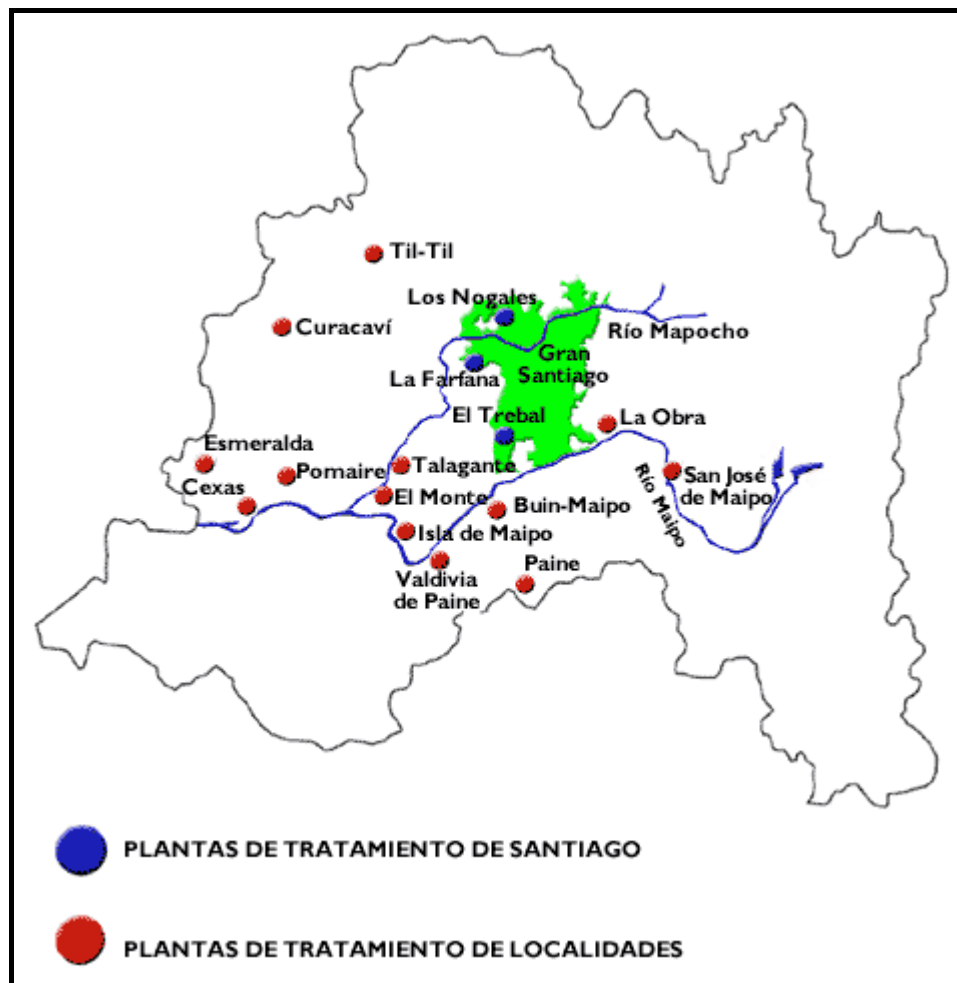 Til-Til
Los Nogales
Curacaví
Río Mapocho
Gran
Santiago
La Farfana
El Trebal
La Obra
Esmeralda
Pomaire
Talagante
San José
de Maipo
Cexas
El Monte
Buin-Maipo
Río Maipo
Isla de Maipo
Valdivia
de Paine
Paine
PLANTAS DE TRATAMIENTO DE SANTIAGO
PLANTAS DE TRATAMIENTO DE LOCALIDADES